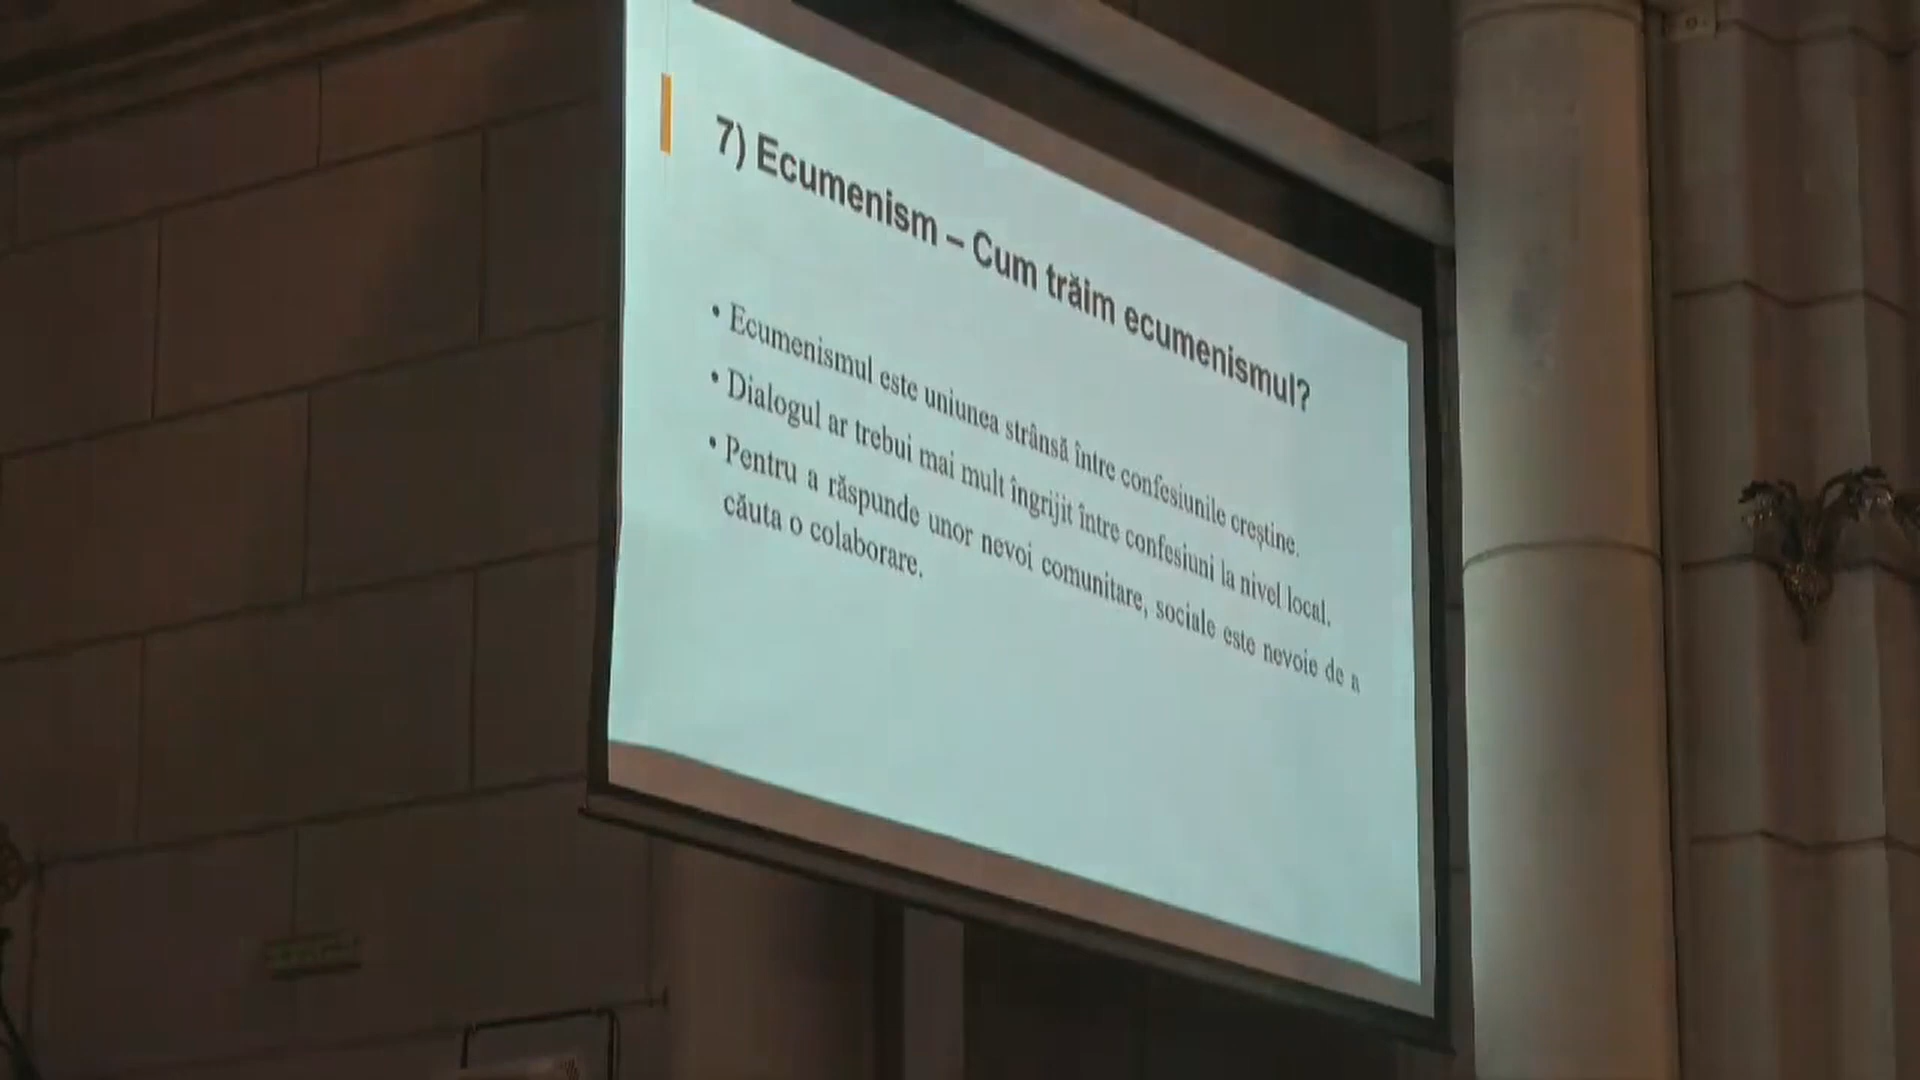 7) Ecumenism – Cum trăim ecumenismul?
• Ecumenismul este uniunea strânsă între confesiunile creștine.
• Dialogul ar trebui mai mult îngrijit între confesiuni la nivel local.
• Pentru a răspunde unor nevoi comunitare, sociale este nevoie de a
căuta o colaborare.